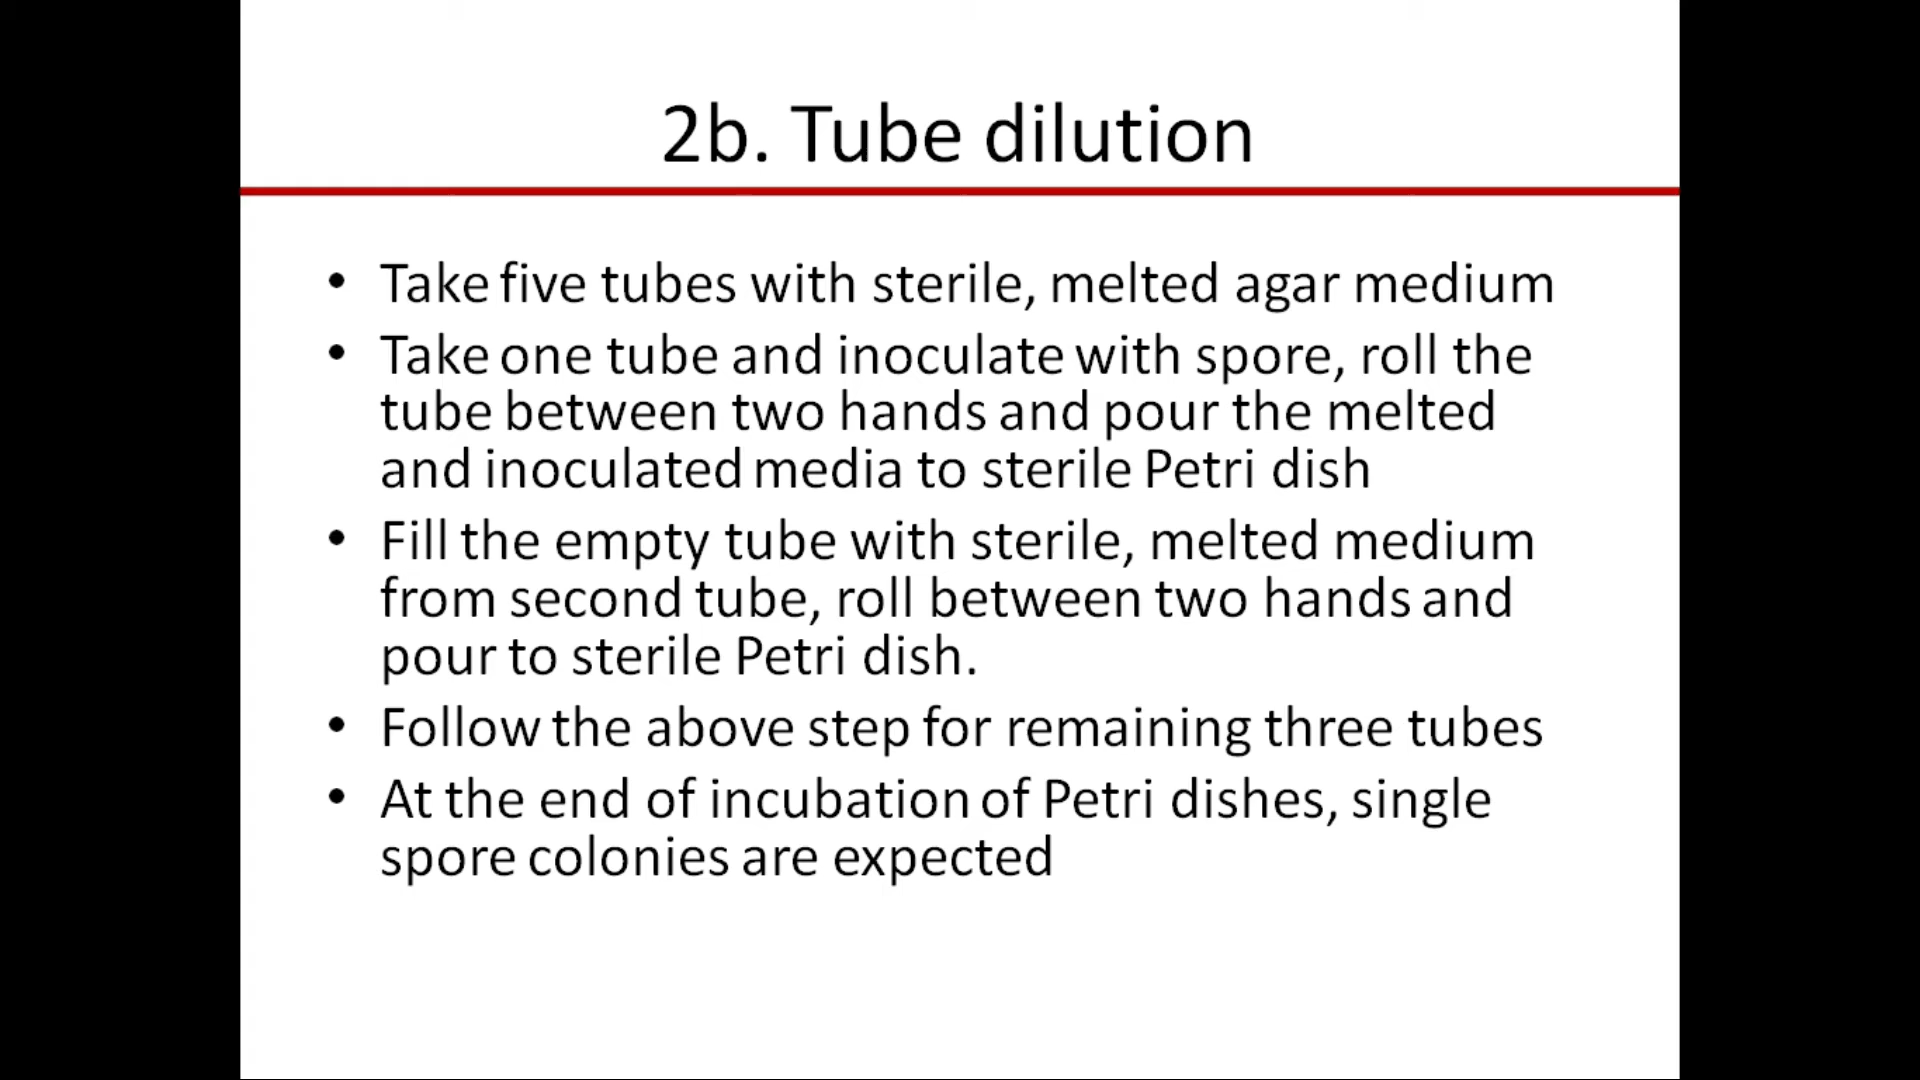 2b. Tube dilution
• Take five tubes with sterile, melted agar medium
• Take one tube and inoculate with spore, roll the
tube between two hands and pour the melted
and inoculated media to sterile Petri dish
• Fill the empty tube with sterile, melted medium
from second tube, roll between two hands and
pour to sterile Petri dish.
• Follow the above step for remaining three tubes
• At the end of incubation of Petri dishes, single
spore colonies are expected